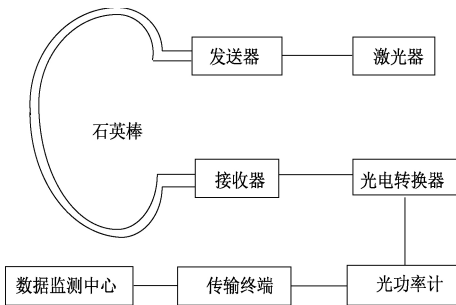 发送器
激光器
石英棒
接收器
光电转换器
数据监测中心
传输终端
光功率计